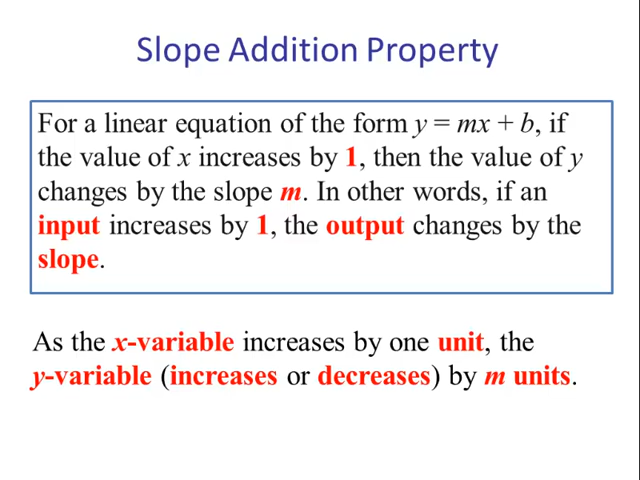 Slope Addition Property
For a linear equation of the form y = mx + b, if
the value of x increases by 1, then the value of y
changes by the slope m. In other words, if an
input increases by 1, the output changes by the
slope.
As the x-variable increases by one unit, the
y-variable (increases or decreases) by m units.